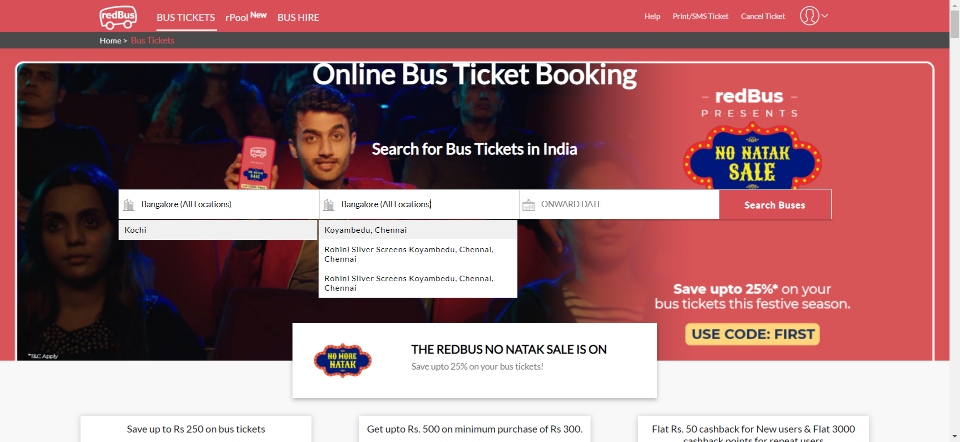 redBus
BUS TICKETS
rPool New
BUS HIRE
Help
Print/SMS Ticket
Cancel Ticket
Home > Bus Tickets
Online Bus Ticket Booking
redBus
PRESENTS
NO NATAK
SALE
redBus
NO NATAK
SALE
Search for Bus Tickets in India
Bangalore (All Locations)
Bangalore (All Locations)
ONWARD DATE
Search Buses
Kochi
Koyambedu, Chennai
Rohini Silver Screens Koyambedu, Chennai,
Chennai
Rohini Silver Screens Koyambedu, Chennai,
Chennai
Save upto 25%* on your
bus tickets this festive season.
USE CODE: FIRST
*T&C Apply
NO MORE
NATAK
THE REDBUS NO NATAK SALE IS ON
Save upto 25% on your bus tickets!
Save up to Rs 250 on bus tickets
Get upto Rs. 500 on minimum purchase of Rs 300.
Flat Rs. 50 cashback for New users & Flat 3000
cashback points for repeat users